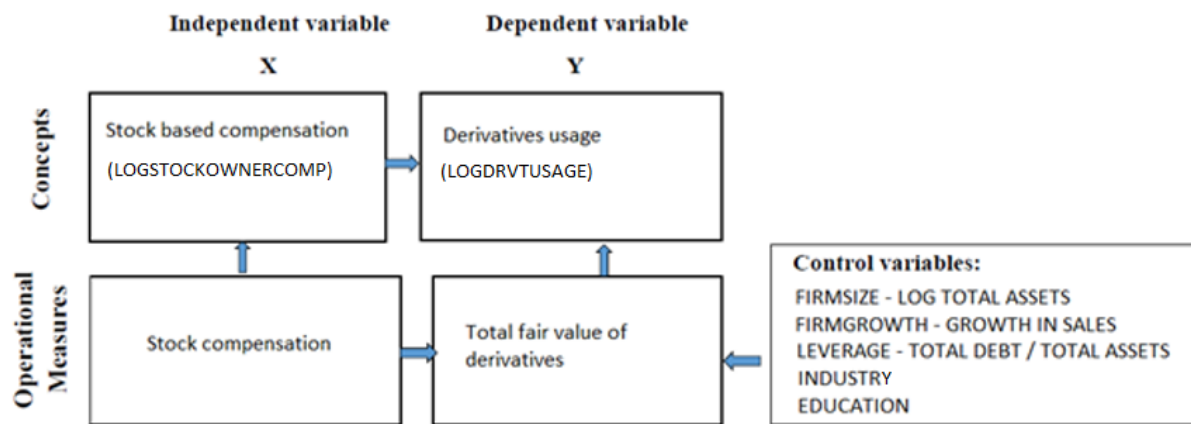 Independent variable
Dependent variable
X
Y
Concepts
Stock based compensation
(LOGSTOCKOWNERCOMP)
Derivatives usage
(LOGDRVTUSAGE)
Operational
Measures
Stock compensation
Total fair value of
derivatives
Control variables:
FIRMSIZE - LOG TOTAL ASSETS
FIRMGROWTH - GROWTH IN SALES
LEVERAGE - TOTAL DEBT / TOTAL ASSETS
INDUSTRY
EDUCATION